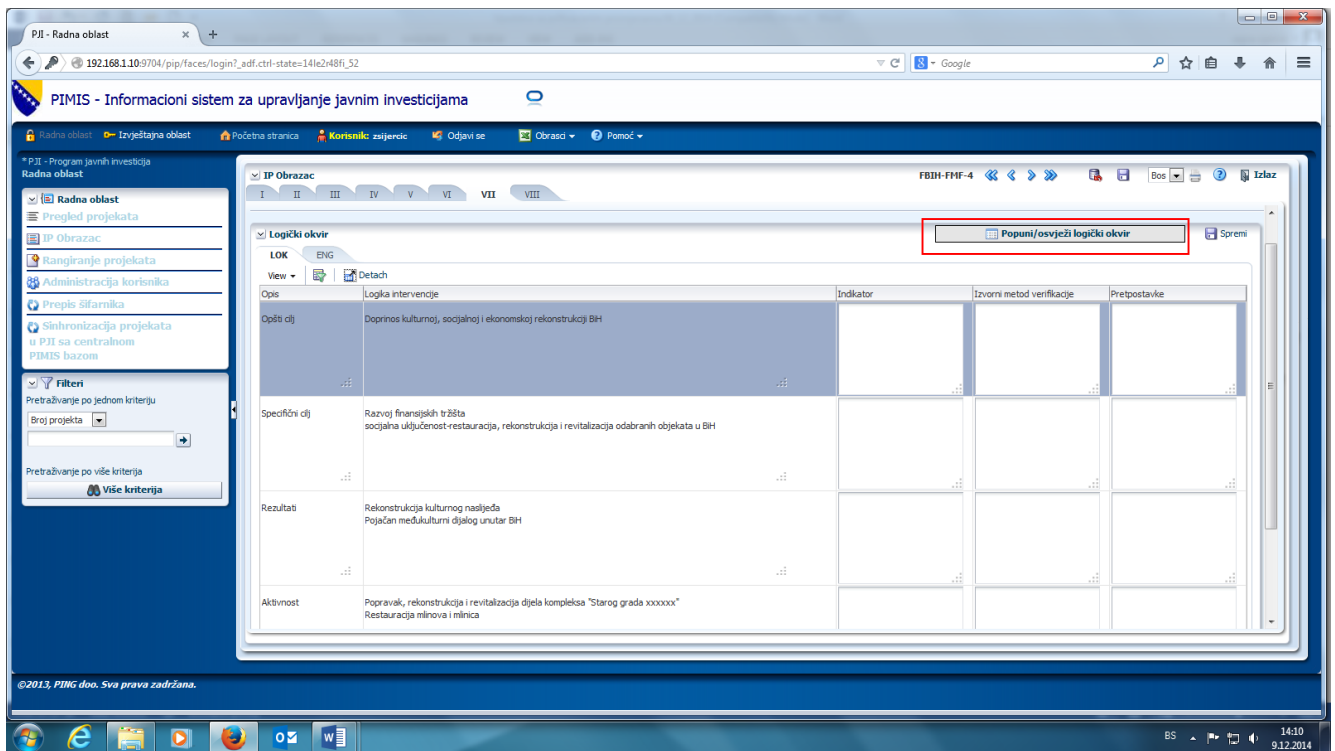 PJI - Radna oblast
192.168.1.10:9704/pip/faces/login?_adf.ctrl-state=14le2r48fi_52
Google
PIMIS - Informacioni sistem za upravljanje javnim investicijama
Radna oblast Izvještajna oblast Početna stranica Korisnik: zsijercic Odjavi se Obrasci Pomoć
* PJI - Program javnih investicija
Radna oblast
Radna oblast
Pregled projekata
IP Obrazac
Rangiranje projekata
Administracija korisnika
Prepis šifarnika
Sinhronizacija projekata
u PJI sa centralnom
PIMIS bazom
Filteri
Pretraživanje po jednom kriteriju
Broj projekta
Pretraživanje po više kriterija
Više kriterija
IP Obrazac FBIH-FMF-4 Bos Izlaz
I II III IV V VI VII VIII
Logički okvir Popuni/osvježi logički okvir Spremi
LOK ENG
View Detach
Opis Logika intervencije Indikator Izvorni metod verifikacije Pretpostavke
Opšti cilj Doprinos kulturnoj, socijalnoj i ekonomskoj rekonstrukciji BiH
Specifični cilj Razvoj finansijskih tržišta
socijalna uključenost-restauracija, rekonstrukcija i revitalizacija odabranih objekata u BiH
Rezultati Rekonstrukcija kulturnog naslijeđa
Pojačan međukulturni dijalog unutar BiH
Aktivnost Popravak, rekonstrukcija i revitalizacija dijela kompleksa "Starog grada xxxxxx"
Restauracija mlinova i mlinica
©2013, PING doo. Sva prava zadržana.
BS 14:10
9.12.2014